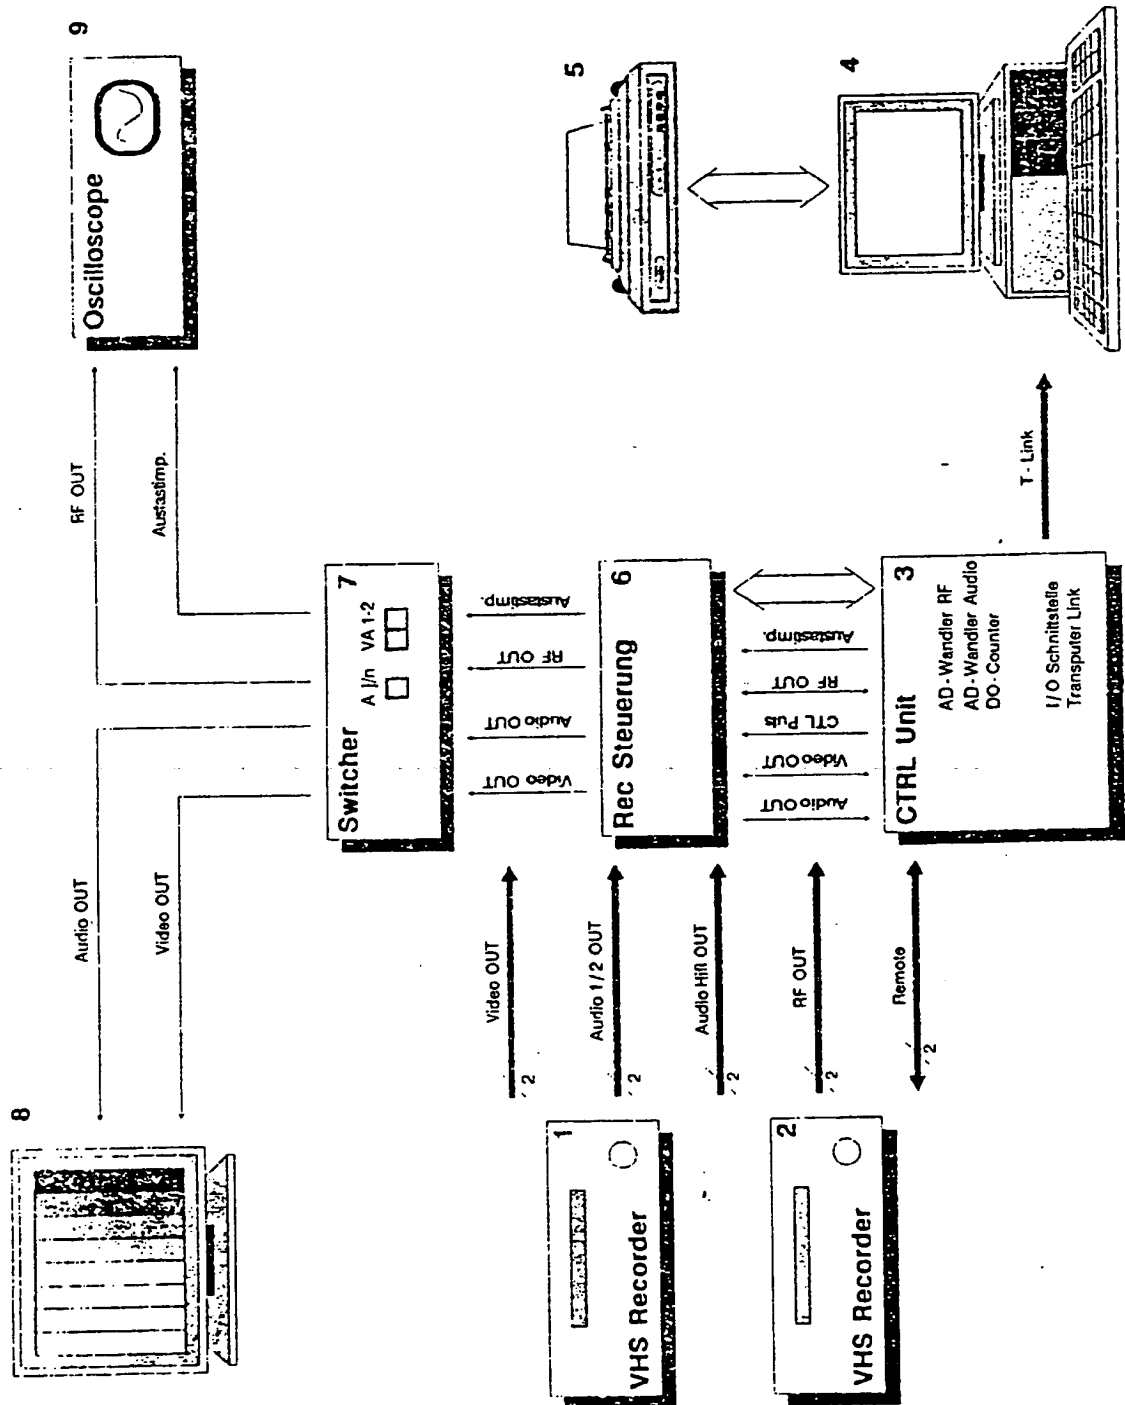 8
Audio OUT
Video OUT
RF OUT
Austastimp.
9
Oscilloscope
Switcher
7
A j/n
VA 1-2
Video OUT
Audio OUT
RF OUT
Austastimp.
Video OUT
2
Audio 1/2 OUT
2
Audio Hifi OUT
2
RF OUT
2
Remote
2
Rec Steuerung
6
Audio OUT
Video OUT
CTL Puls
RF OUT
Austastimp.
CTRL Unit
3
AD-Wandler RF
AD-Wandler Audio
DO-Counter
I/O Schnittstelle
Transputer Link
T-Link
5
4
1
VHS Recorder
2
VHS Recorder